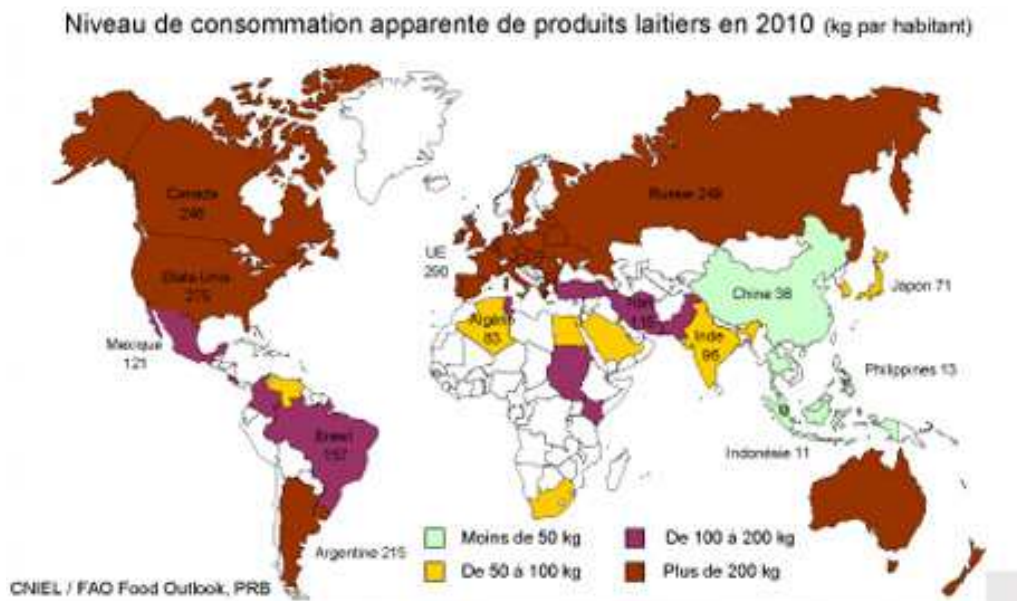 Niveau de consommation apparente de produits laitiers en 2010 (kg par habitant)
Canada
246
Russie 249
UE
290
Etats Unis
275
Chine 38
Japon 71
Algérie
83
Iran
Inde
96
Mexique
121
Philippines 13
Brésil
157
Indonésie 11
Argentine 215
Moins de 50 kg
De 100 à 200 kg
De 50 à 100 kg
Plus de 200 kg
CNIEL / FAO Food Outlook, PRB